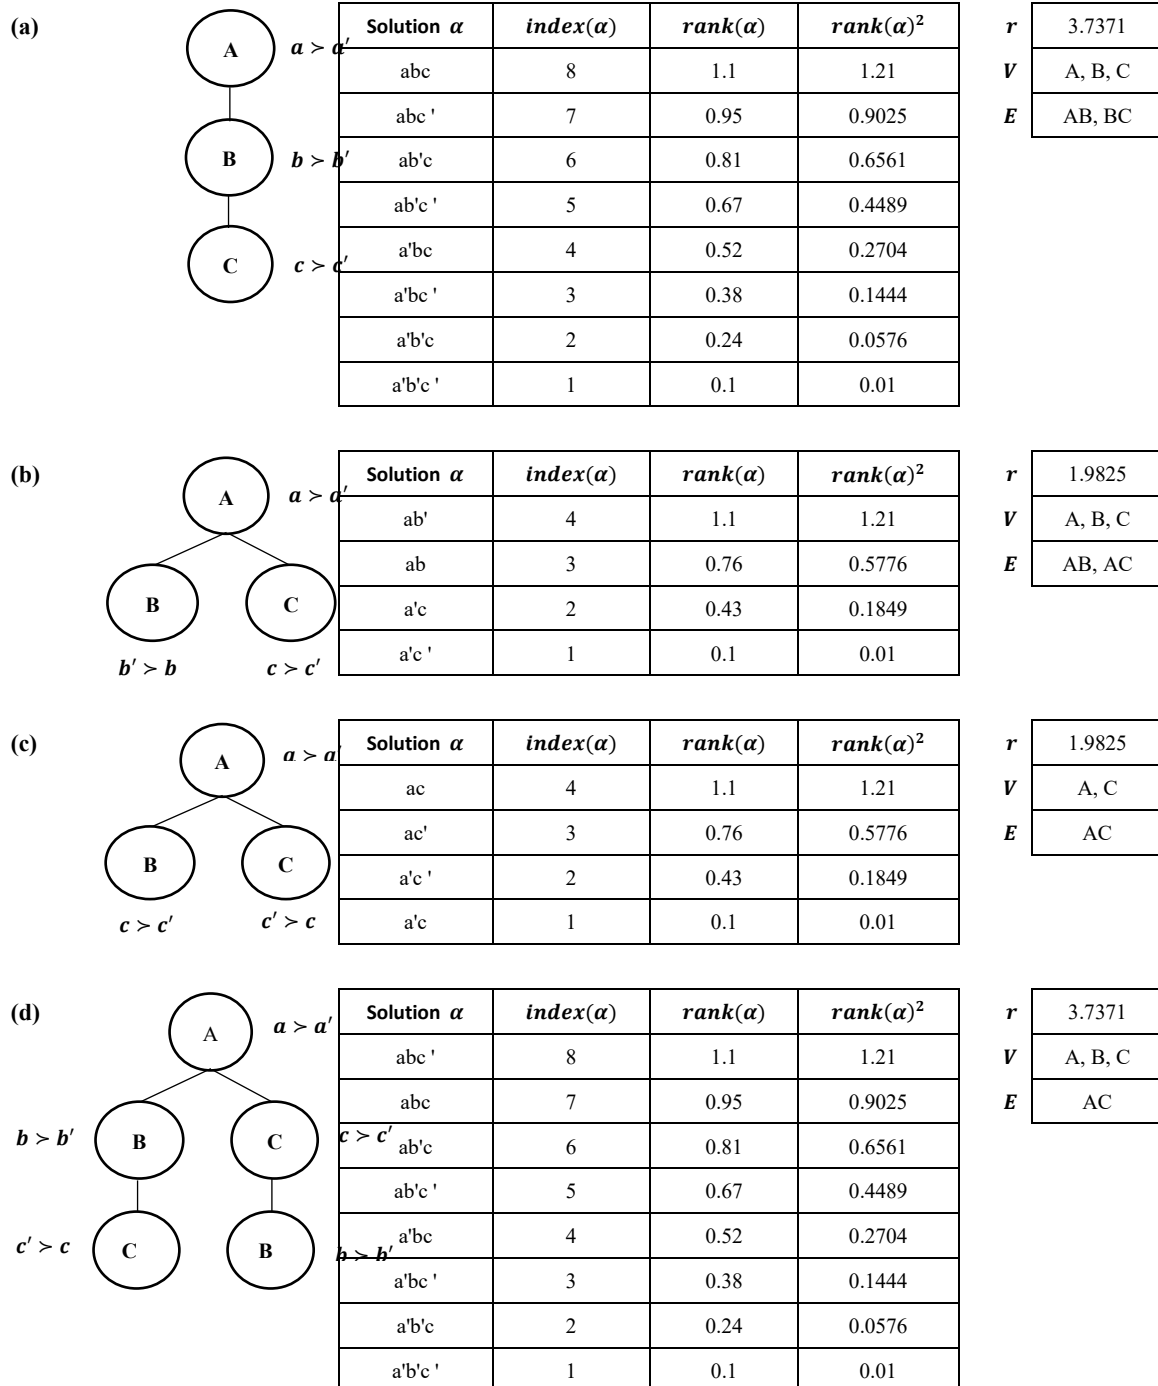 (a)
A
a ≻ a′
B
b ≻ b′
C
c ≻ c′
Solution α index(α) rank(α) rank(α)²
abc 8 1.1 1.21
abc ' 7 0.95 0.9025
ab'c 6 0.81 0.6561
ab'c ' 5 0.67 0.4489
a'bc 4 0.52 0.2704
a'bc ' 3 0.38 0.1444
a'b'c 2 0.24 0.0576
a'b'c ' 1 0.1 0.01
r 3.7371
V A, B, C
E AB, BC
(b)
A
a ≻ a′
B C
b′ ≻ b c ≻ c′
Solution α index(α) rank(α) rank(α)²
ab' 4 1.1 1.21
ab 3 0.76 0.5776
a'c 2 0.43 0.1849
a'c ' 1 0.1 0.01
r 1.9825
V A, B, C
E AB, AC
(c)
A
a ≻ a′
B C
c ≻ c′ c′ ≻ c
Solution α index(α) rank(α) rank(α)²
ac 4 1.1 1.21
ac' 3 0.76 0.5776
a'c ' 2 0.43 0.1849
a'c 1 0.1 0.01
r 1.9825
V A, C
E AC
(d)
A
a ≻ a′
b ≻ b′ B C c ≻ c′
c′ ≻ c C B b ≻ b′
Solution α index(α) rank(α) rank(α)²
abc ' 8 1.1 1.21
abc 7 0.95 0.9025
ab'c 6 0.81 0.6561
ab'c ' 5 0.67 0.4489
a'bc 4 0.52 0.2704
a'bc ' 3 0.38 0.1444
a'b'c 2 0.24 0.0576
a'b'c ' 1 0.1 0.01
r 3.7371
V A, B, C
E AC